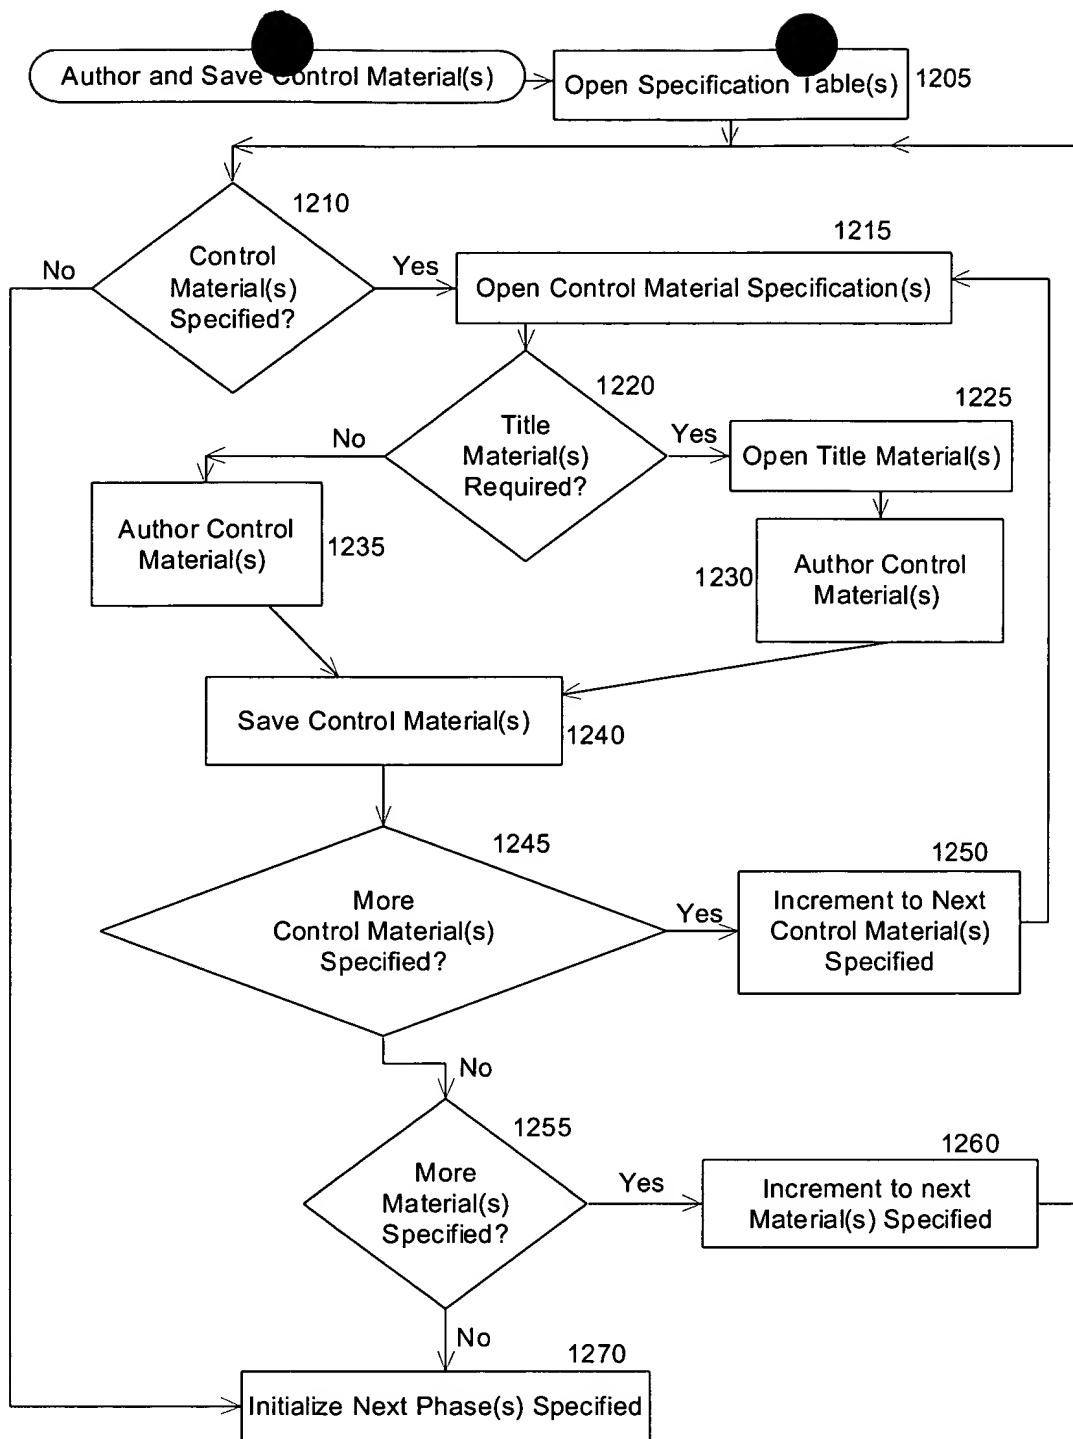 Author and Save Control Material(s)
Open Specification Table(s)
1205
1210
Control
Material(s)
Specified?
No
Yes
1215
Open Control Material Specification(s)
1220
Title
Material(s)
Required?
No
Yes
1225
Open Title Material(s)
Author Control
Material(s)
1235
1230
Author Control
Material(s)
Save Control Material(s)
1240
1245
More
Control Material(s)
Specified?
Yes
1250
Increment to Next
Control Material(s)
Specified
No
1255
More
Material(s)
Specified?
Yes
1260
Increment to next
Material(s) Specified
No
1270
Initialize Next Phase(s) Specified